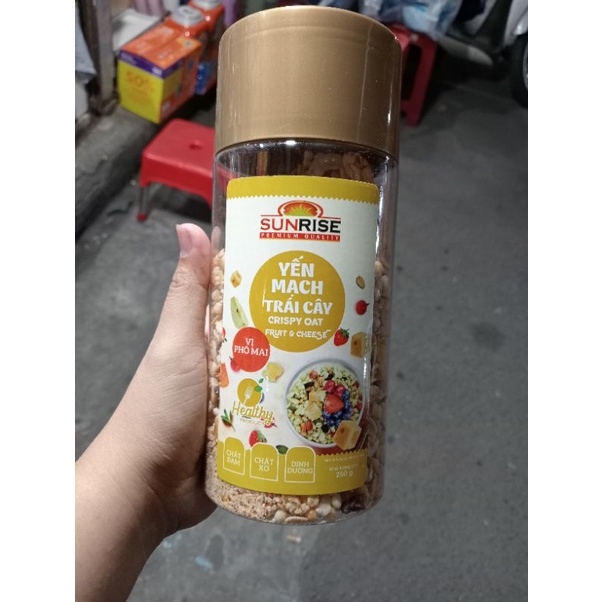 SUNRISE
PREMIUM QUALITY
YẾN
MẠCH
TRÁI CÂY
CRISPY OAT
FRUIT & CHEESE
VỊ
PHÔ MAI
Healthy
CHẤT
ĐẠM
CHẤT
XƠ
DINH
DƯỠNG
250 g
50%